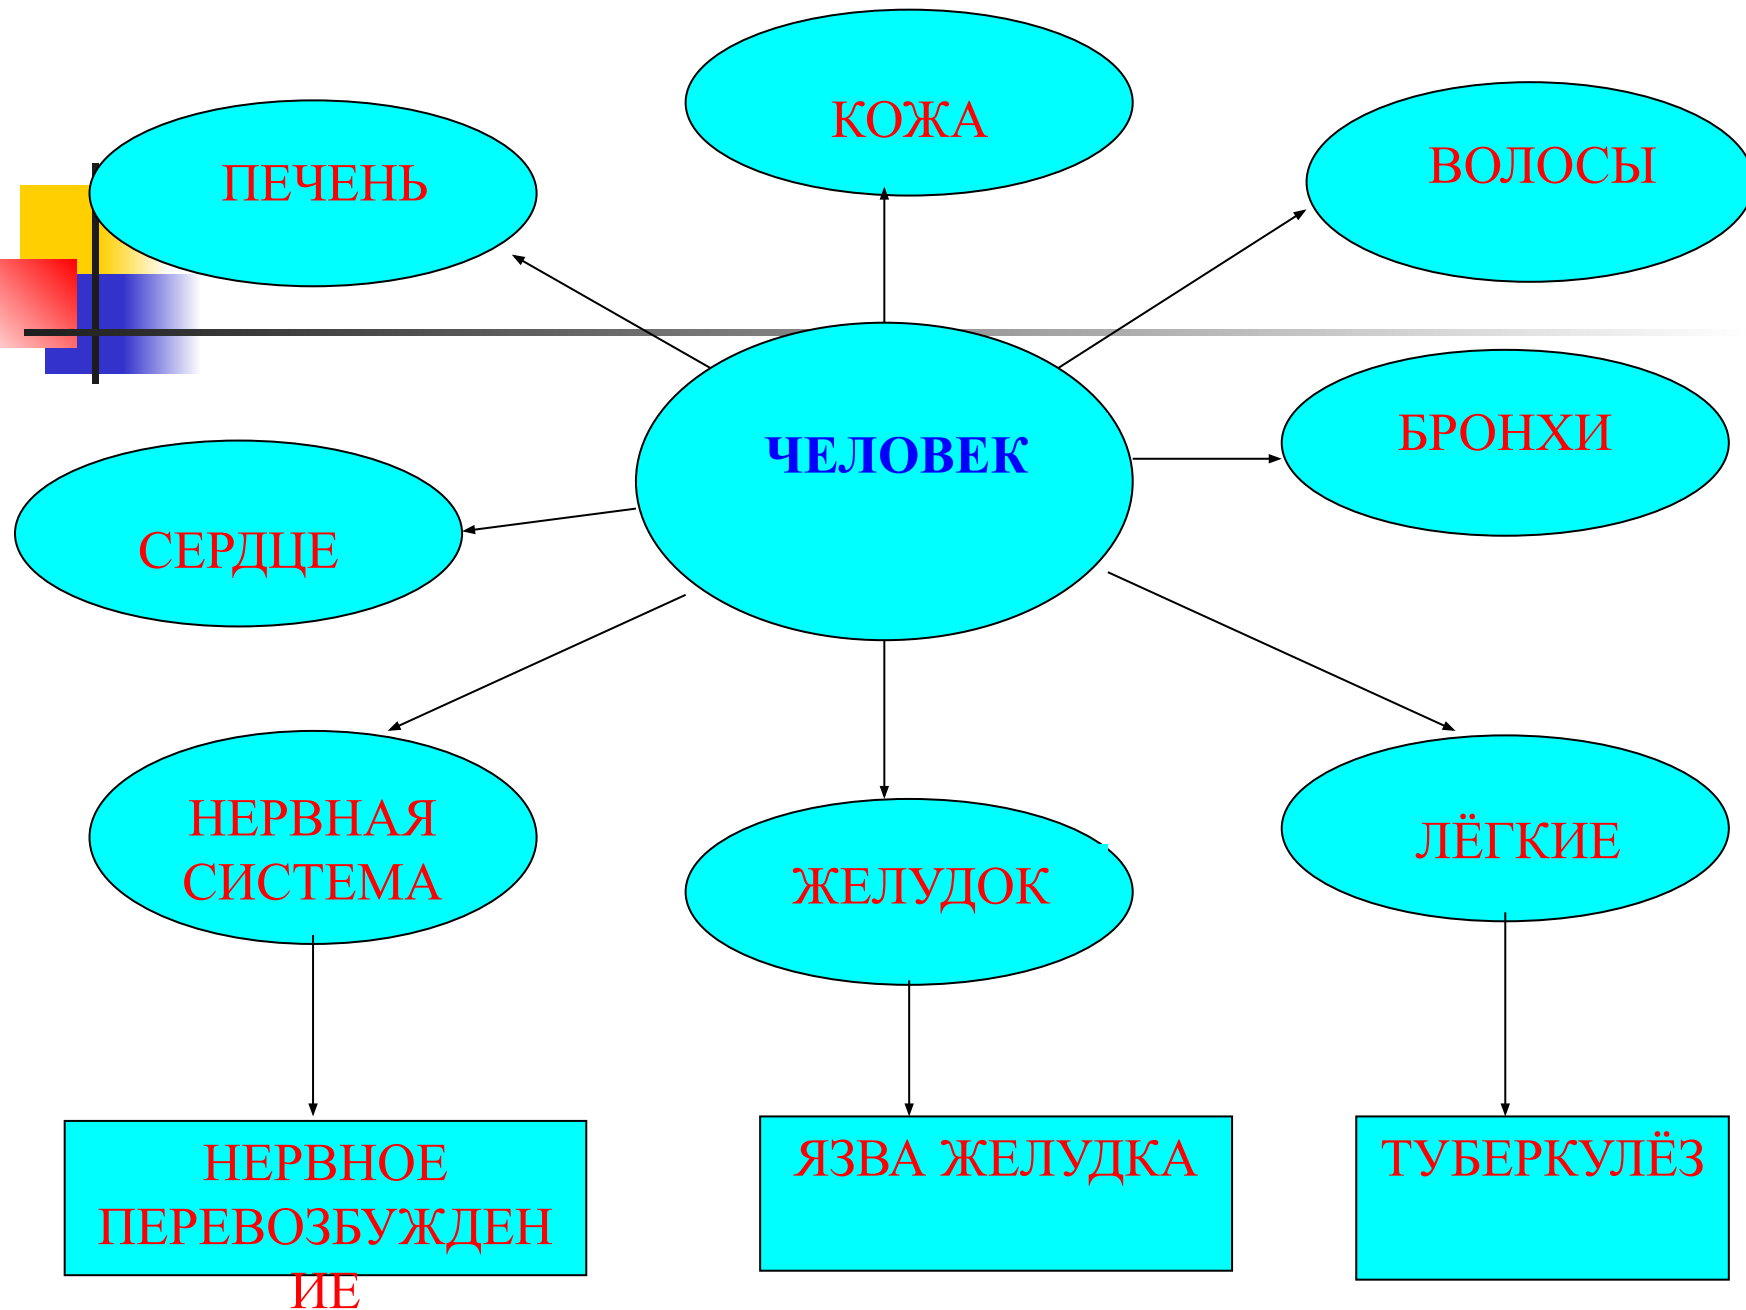 КОЖА
ПЕЧЕНЬ
ВОЛОСЫ
ЧЕЛОВЕК
БРОНХИ
СЕРДЦЕ
НЕРВНАЯ
СИСТЕМА
ЖЕЛУДОК
ЛЁГКИЕ
НЕРВНОЕ
ПЕРЕВОЗБУЖДЕН
ИЕ
ЯЗВА ЖЕЛУДКА
ТУБЕРКУЛЁЗ